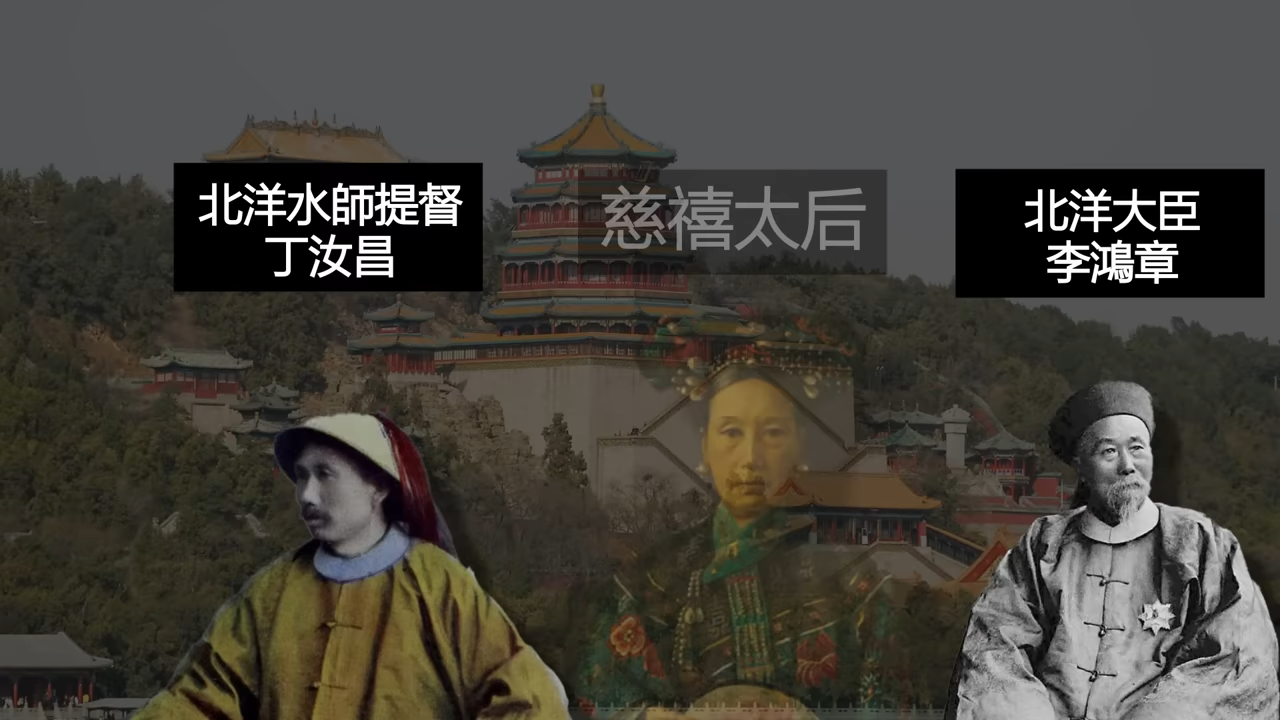 北洋水師提督
丁汝昌
慈禧太后
北洋大臣
李鴻章